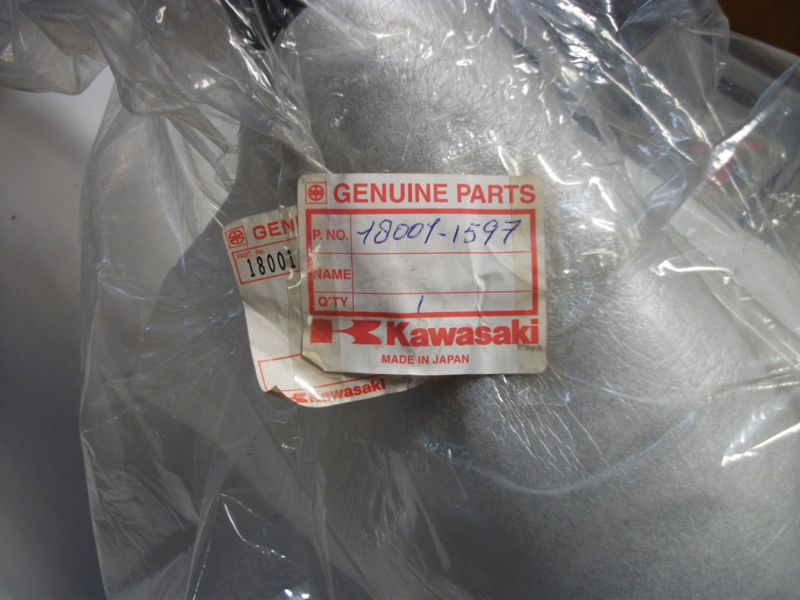 GENUINE PARTS
P. NO. 18001-1597
NAME
Q'TY 1
Kawasaki
MADE IN JAPAN
GEN
PART No.
18001
Kawasaki